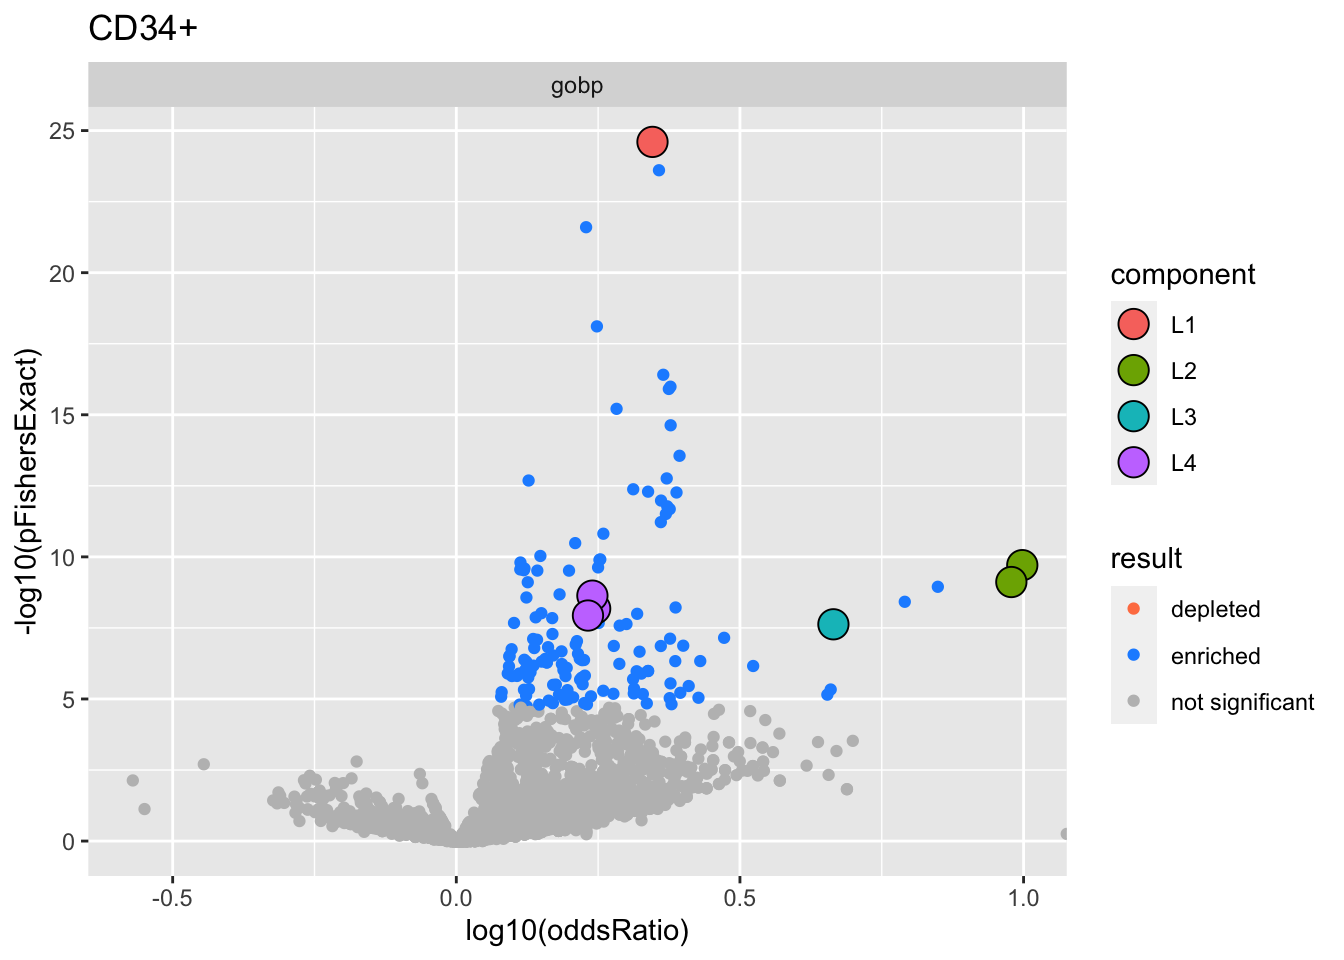 CD34+
gobp
25
20
15
10
5
0
-log10(pFishersExact)
-0.5
0.0
0.5
1.0
log10(oddsRatio)
component
L1
L2
L3
L4
result
depleted
enriched
not significant